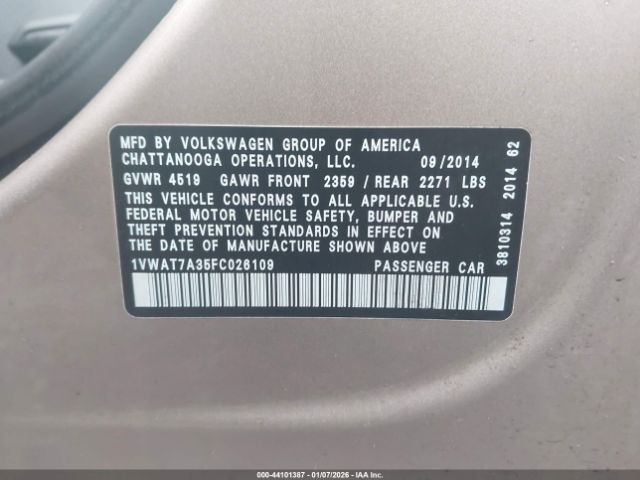 MFD BY VOLKSWAGEN GROUP OF AMERICA
CHATTANOOGA OPERATIONS, LLC. 09/2014
GVWR 4519 GAWR FRONT 2359 / REAR 2271 LBS
THIS VEHICLE CONFORMS TO ALL APPLICABLE U.S.
FEDERAL MOTOR VEHICLE SAFETY, BUMPER AND
THEFT PREVENTION STANDARDS IN EFFECT ON
THE DATE OF MANUFACTURE SHOWN ABOVE
1VWAT7A35FC026109 PASSENGER CAR
3810314 2014 62
000-44101387 - 01/07/2026 - IAAI.com